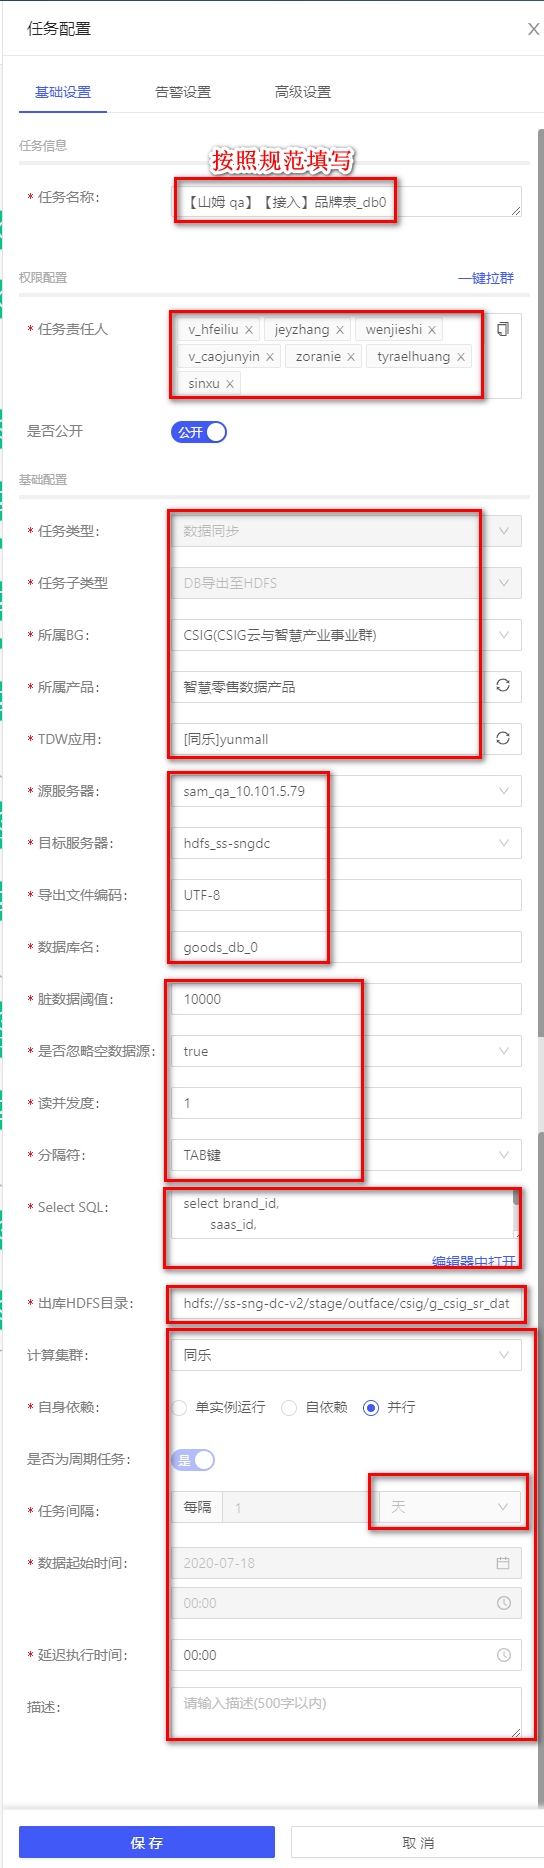 任务配置
基础设置 告警设置 高级设置
任务信息
按照规范填写
* 任务名称: 【山姆 qa】【接入】品牌表_db0
权限配置 一键拉群
* 任务责任人 v_hfeiliu × jeyzhang × wenjieshi ×
v_caojunyin × zoranie × tyraelhuang ×
sinxu ×
是否公开 公开
基础配置
* 任务类型: 数据同步
* 任务子类型 DB导出至HDFS
* 所属BG: CSIG(CSIG云与智慧产业事业群)
* 所属产品: 智慧零售数据产品
* TDW应用: [同乐]yunmall
* 源服务器: sam_qa_10.101.5.79
* 目标服务器: hdfs_ss-sngdc
* 导出文件编码: UTF-8
* 数据库名: goods_db_0
* 脏数据阈值: 10000
* 是否忽略空数据源: true
* 读并发度: 1
* 分隔符: TAB键
* Select SQL: select brand_id,
saas_id,
编辑器中打开
* 出库HDFS目录: hdfs://ss-sng-dc-v2/stage/outface/csig/g_csig_sr_dat
计算集群: 同乐
* 自身依赖: 单实例运行 自依赖 并行
是否为周期任务: 是
* 任务间隔: 每隔 1 天
* 数据起始时间: 2020-07-18
00:00
* 延迟执行时间: 00:00
描述: 请输入描述(500字以内)
保 存 取 消